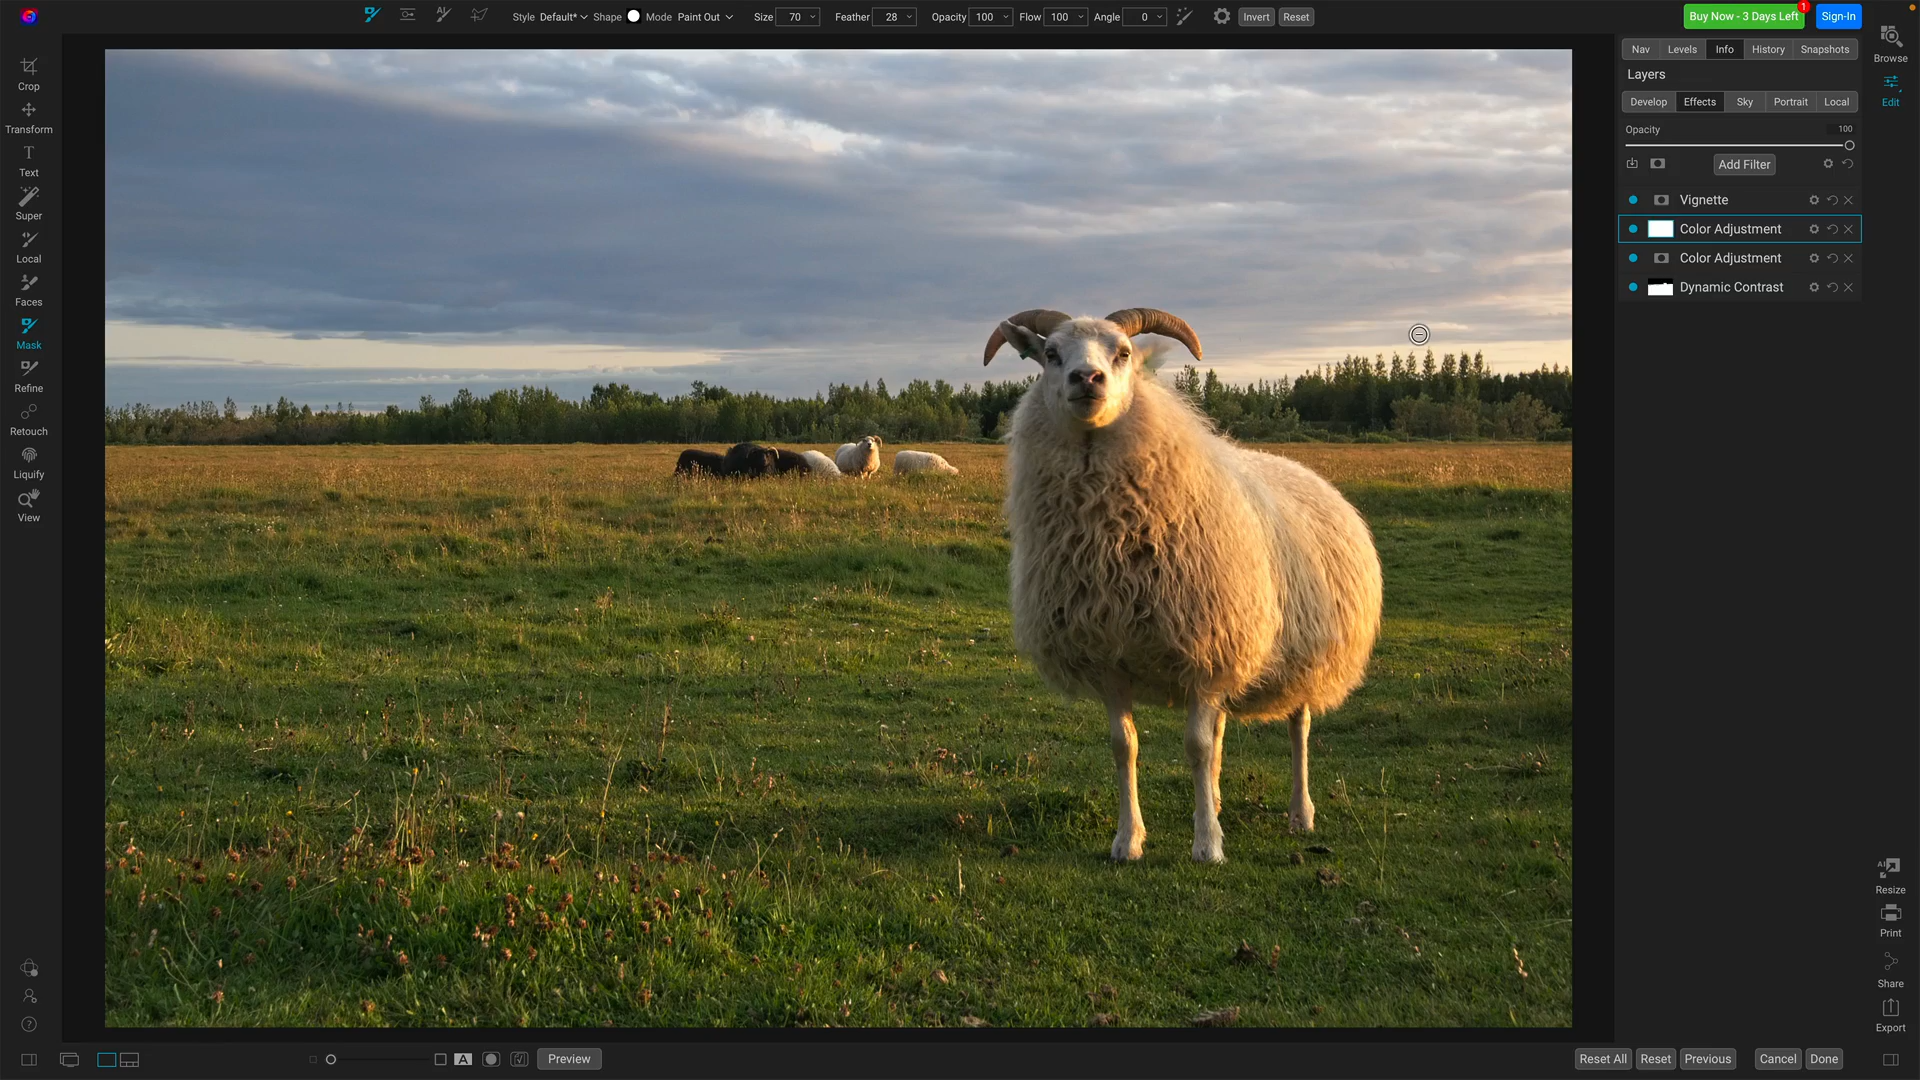 Style Default* Shape Mode Paint Out Size 70 Feather 28 Opacity 100 Flow 100 Angle 0 Invert Reset
Buy Now - 3 Days Left 1 Sign-In
Nav Levels Info History Snapshots
Browse
Layers
Crop
Develop Effects Sky Portrait Local
Edit
Transform
Opacity 100
Text
Add Filter
Super
Vignette
Local
Color Adjustment
Color Adjustment
Faces
Dynamic Contrast
Mask
Refine
Retouch
Liquify
View
AI
Resize
Print
Share
Export
A Preview Reset All Reset Previous Cancel Done